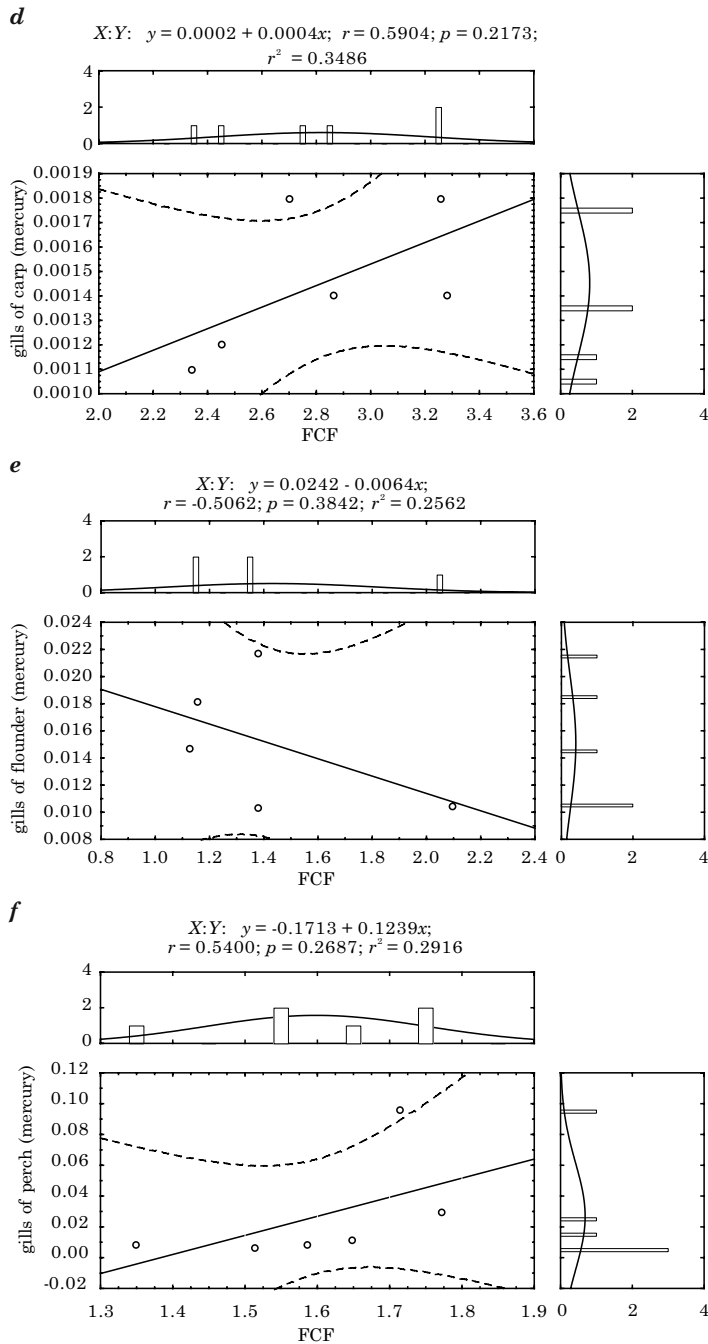 d
X:Y: y = 0.0002 + 0.0004x; r = 0.5904; p = 0.2173;
r² = 0.3486
4
2
0
0.0019
0.0018
0.0017
0.0016
0.0015
0.0014
0.0013
0.0012
0.0011
0.0010
gills of carp (mercury)
2.0 2.2 2.4 2.6 2.8 3.0 3.2 3.4 3.6
FCF
0 2 4
e
X:Y: y = 0.0242 - 0.0064x;
r = -0.5062; p = 0.3842; r² = 0.2562
4
2
0
0.024
0.022
0.020
0.018
0.016
0.014
0.012
0.010
0.008
gills of flounder (mercury)
0.8 1.0 1.2 1.4 1.6 1.8 2.0 2.2 2.4
FCF
0 2 4
f
X:Y: y = -0.1713 + 0.1239x;
r = 0.5400; p = 0.2687; r² = 0.2916
4
2
0
0.12
0.10
0.08
0.06
0.04
0.02
0.00
-0.02
gills of perch (mercury)
1.3 1.4 1.5 1.6 1.7 1.8 1.9
FCF
0 2 4